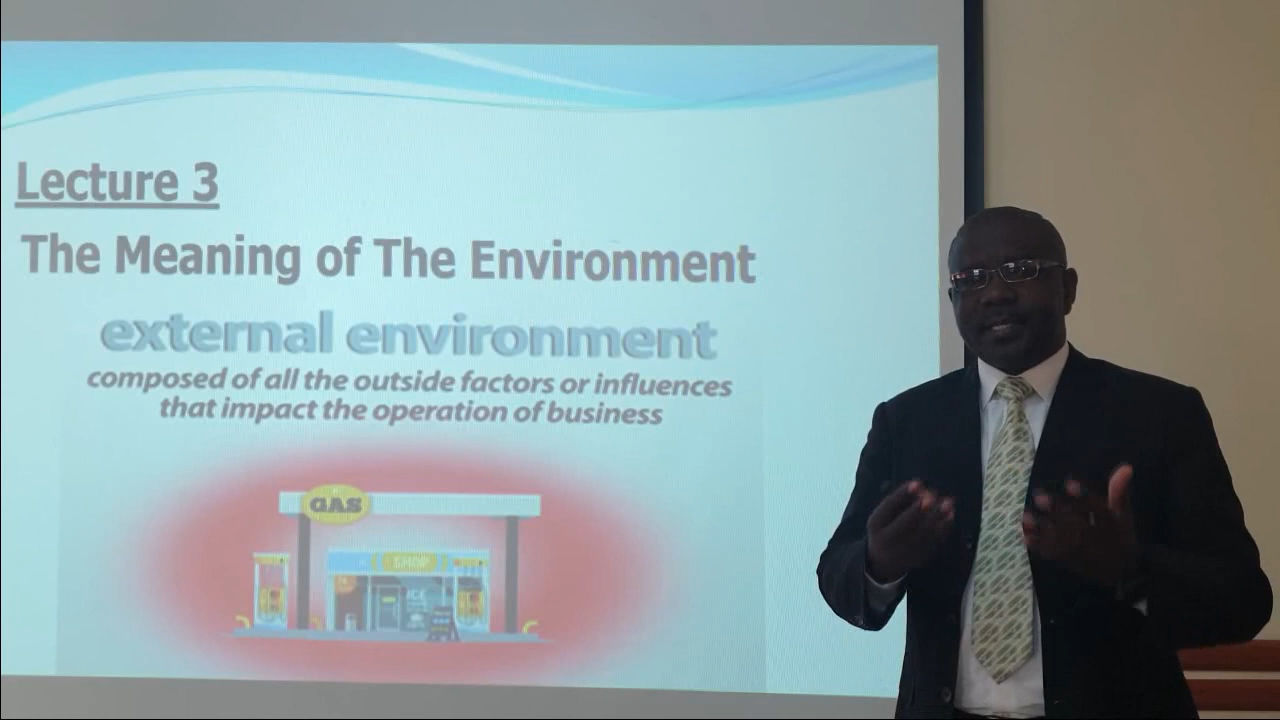 Lecture 3
The Meaning of The Environment
external environment
composed of all the outside factors or influences
that impact the operation of business
GAS
SHOP
ICE